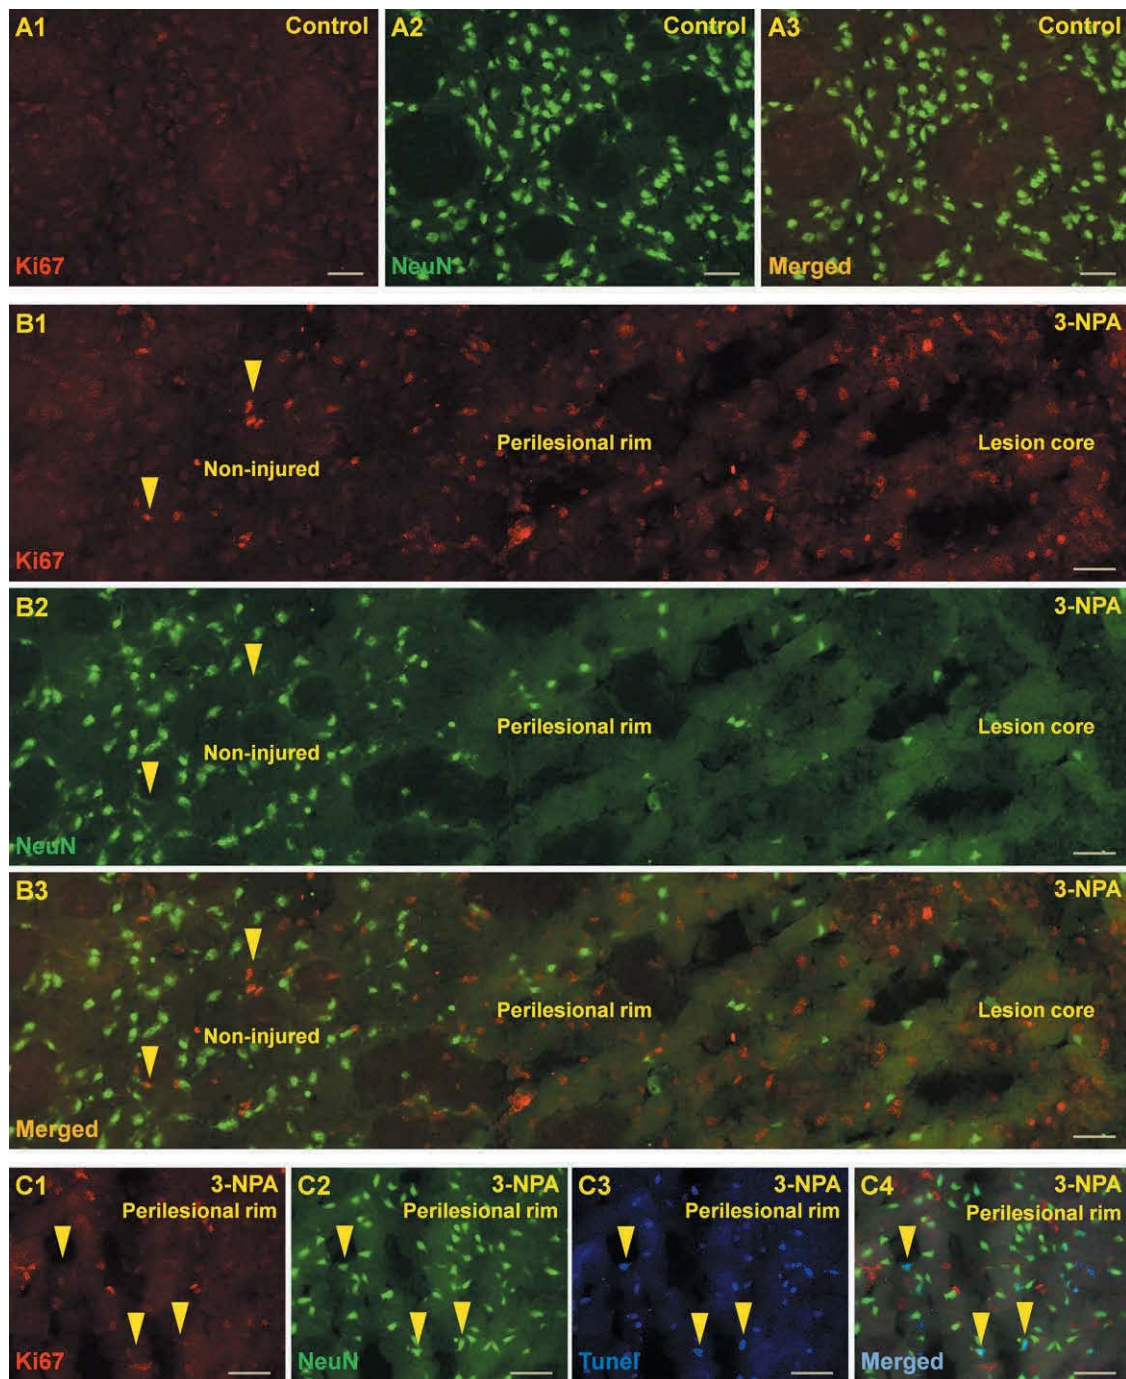 A1 Control
Ki67
A2 Control
NeuN
A3 Control
Merged
B1 3-NPA
Perilesional rim Lesion core
Non-injured
Ki67
B2 3-NPA
Perilesional rim Lesion core
Non-injured
NeuN
B3 3-NPA
Perilesional rim Lesion core
Non-injured
Merged
C1 3-NPA
Perilesional rim
Ki67
C2 3-NPA
Perilesional rim
NeuN
C3 3-NPA
Perilesional rim
Tunel
C4 3-NPA
Perilesional rim
Merged